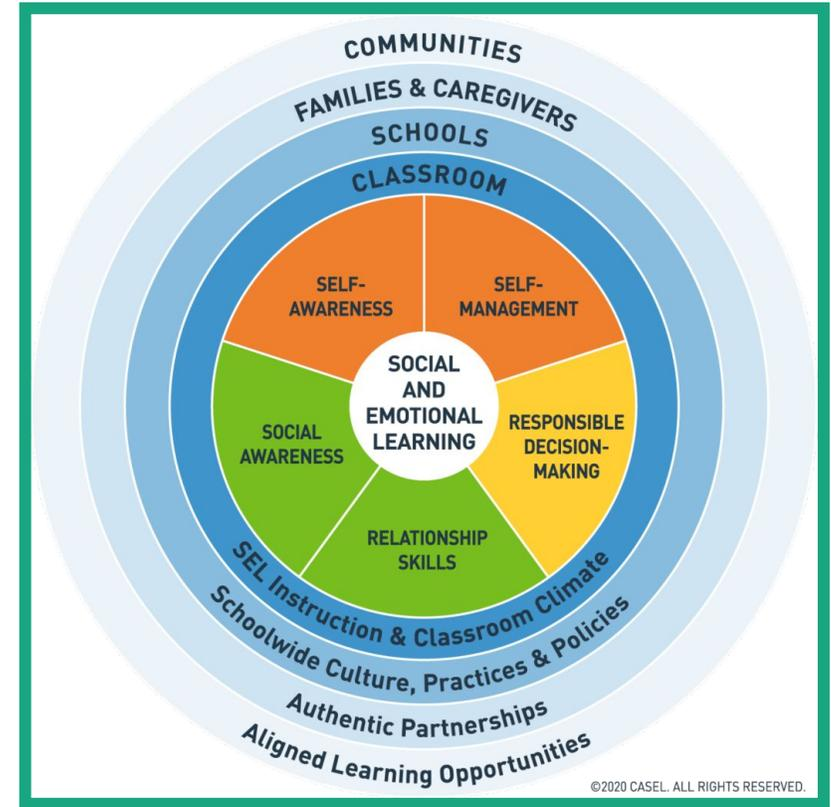 COMMUNITIES
FAMILIES & CAREGIVERS
SCHOOLS
CLASSROOM
SELF-
AWARENESS
SELF-
MANAGEMENT
SOCIAL
AND
EMOTIONAL
LEARNING
SOCIAL
AWARENESS
RESPONSIBLE
DECISION-
MAKING
RELATIONSHIP
SKILLS
SEL Instruction & Classroom Climate
Schoolwide Culture, Practices & Policies
Authentic Partnerships
Aligned Learning Opportunities
©2020 CASEL. ALL RIGHTS RESERVED.